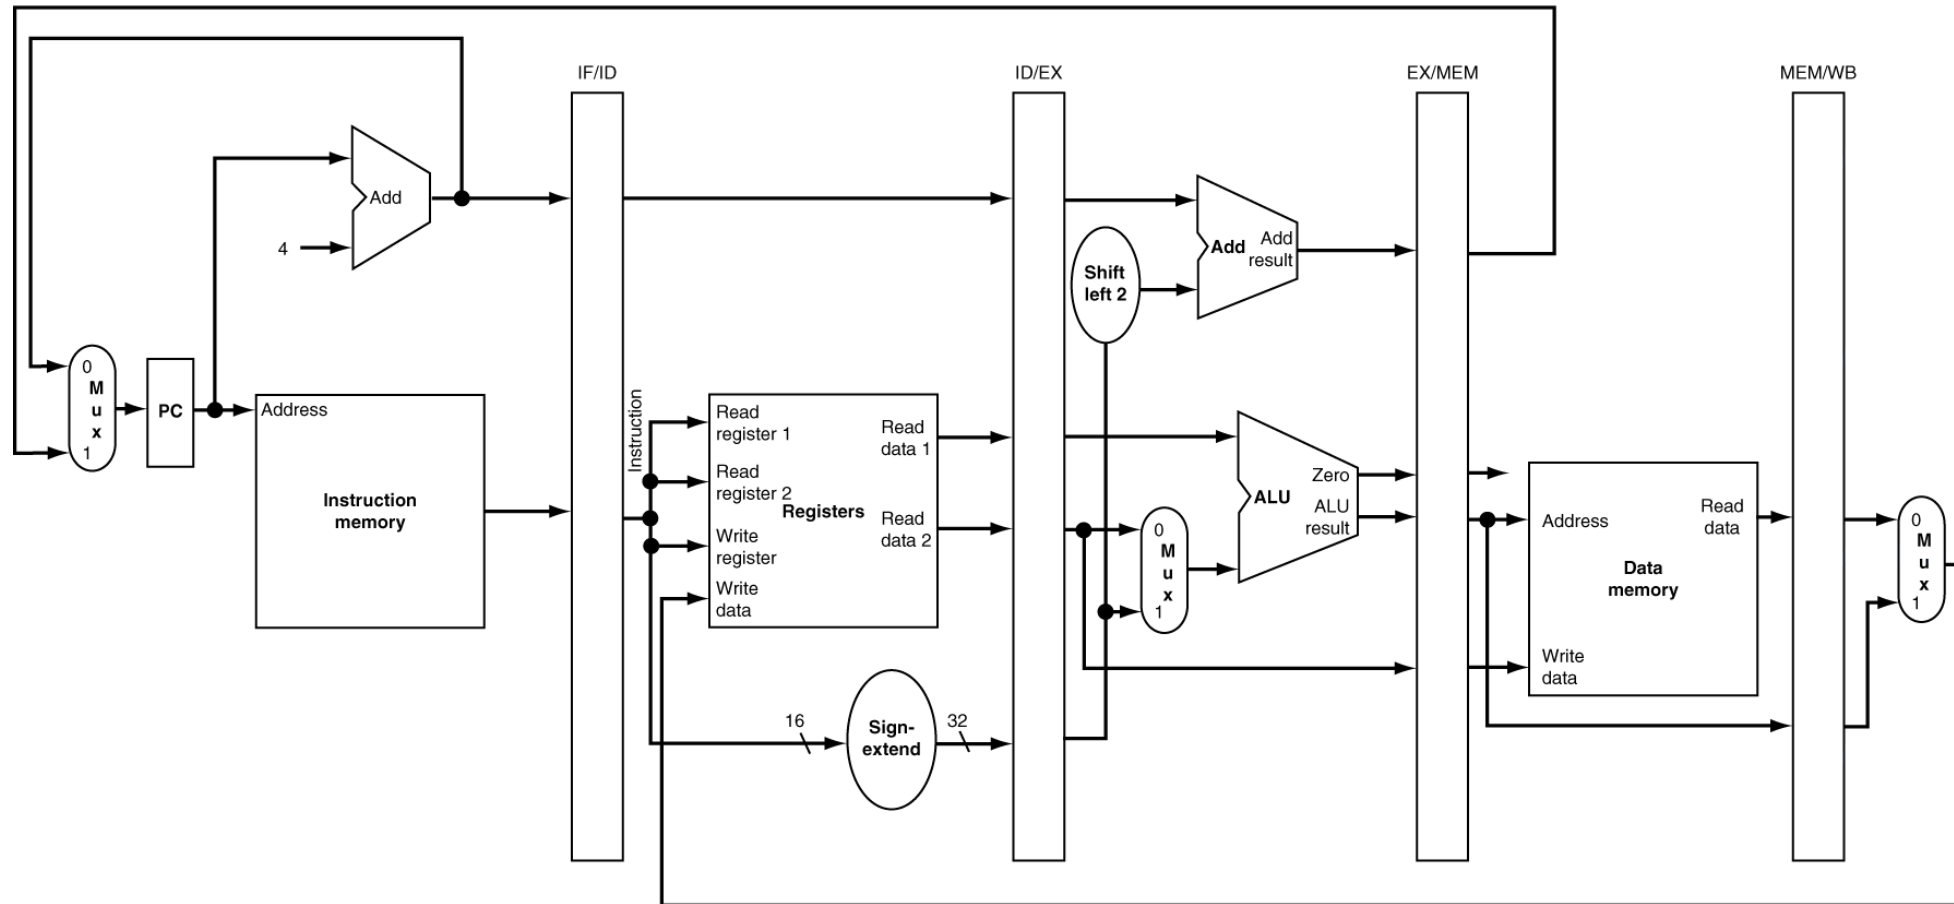 IF/ID
ID/EX
EX/MEM
MEM/WB
Add
4
Add
Add
result
Shift
left 2
0
M
u
x
1
PC
Address
Instruction
memory
Instruction
Read
register 1
Read
register 2
Write
register
Write
data
Registers
Read
data 1
Read
data 2
16
Sign-
extend
32
0
M
u
x
1
Zero
ALU
ALU
result
Address
Read
data
Data
memory
Write
data
0
M
u
x
1